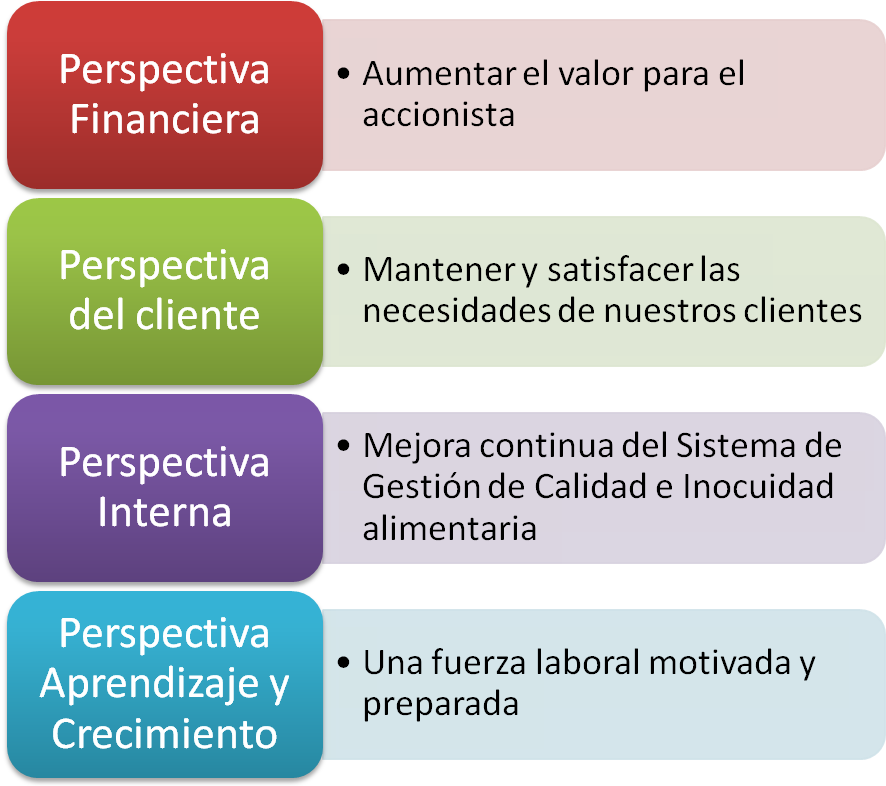 Perspectiva
Financiera
• Aumentar el valor para el
accionista
Perspectiva
del cliente
• Mantener y satisfacer las
necesidades de nuestros clientes
Perspectiva
Interna
• Mejora continua del Sistema de
Gestión de Calidad e Inocuidad
alimentaria
Perspectiva
Aprendizaje y
Crecimiento
• Una fuerza laboral motivada y
preparada